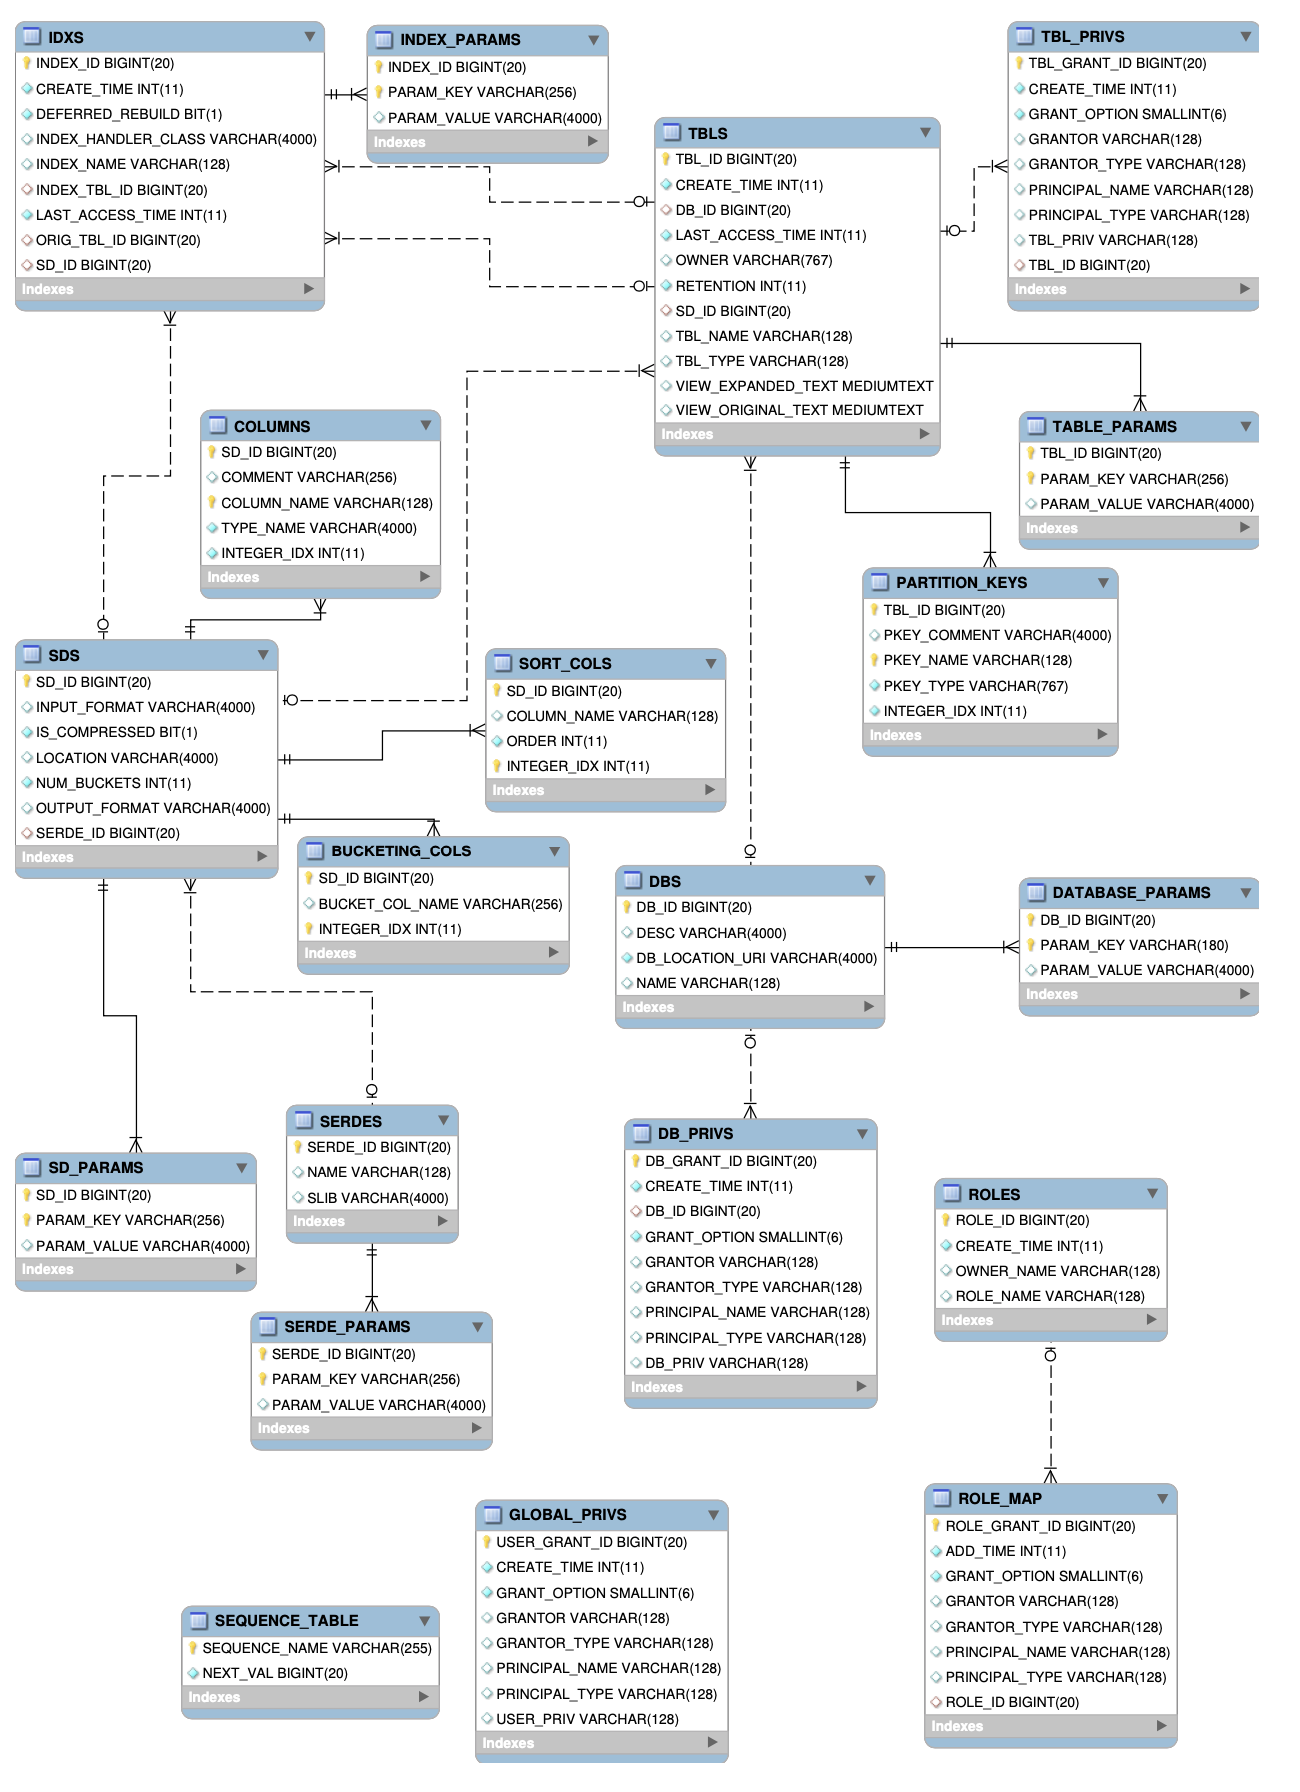 IDXS
INDEX_ID BIGINT(20)
CREATE_TIME INT(11)
DEFERRED_REBUILD BIT(1)
INDEX_HANDLER_CLASS VARCHAR(4000)
INDEX_NAME VARCHAR(128)
INDEX_TBL_ID BIGINT(20)
LAST_ACCESS_TIME INT(11)
ORIG_TBL_ID BIGINT(20)
SD_ID BIGINT(20)
Indexes
INDEX_PARAMS
INDEX_ID BIGINT(20)
PARAM_KEY VARCHAR(256)
PARAM_VALUE VARCHAR(4000)
Indexes
TBLS
TBL_ID BIGINT(20)
CREATE_TIME INT(11)
DB_ID BIGINT(20)
LAST_ACCESS_TIME INT(11)
OWNER VARCHAR(767)
RETENTION INT(11)
SD_ID BIGINT(20)
TBL_NAME VARCHAR(128)
TBL_TYPE VARCHAR(128)
VIEW_EXPANDED_TEXT MEDIUMTEXT
VIEW_ORIGINAL_TEXT MEDIUMTEXT
Indexes
TBL_PRIVS
TBL_GRANT_ID BIGINT(20)
CREATE_TIME INT(11)
GRANT_OPTION SMALLINT(6)
GRANTOR VARCHAR(128)
GRANTOR_TYPE VARCHAR(128)
PRINCIPAL_NAME VARCHAR(128)
PRINCIPAL_TYPE VARCHAR(128)
TBL_PRIV VARCHAR(128)
TBL_ID BIGINT(20)
Indexes
COLUMNS
SD_ID BIGINT(20)
COMMENT VARCHAR(256)
COLUMN_NAME VARCHAR(128)
TYPE_NAME VARCHAR(4000)
INTEGER_IDX INT(11)
Indexes
TABLE_PARAMS
TBL_ID BIGINT(20)
PARAM_KEY VARCHAR(256)
PARAM_VALUE VARCHAR(4000)
Indexes
PARTITION_KEYS
TBL_ID BIGINT(20)
PKEY_COMMENT VARCHAR(4000)
PKEY_NAME VARCHAR(128)
PKEY_TYPE VARCHAR(767)
INTEGER_IDX INT(11)
Indexes
SDS
SD_ID BIGINT(20)
INPUT_FORMAT VARCHAR(4000)
IS_COMPRESSED BIT(1)
LOCATION VARCHAR(4000)
NUM_BUCKETS INT(11)
OUTPUT_FORMAT VARCHAR(4000)
SERDE_ID BIGINT(20)
Indexes
SORT_COLS
SD_ID BIGINT(20)
COLUMN_NAME VARCHAR(128)
ORDER INT(11)
INTEGER_IDX INT(11)
Indexes
BUCKETING_COLS
SD_ID BIGINT(20)
BUCKET_COL_NAME VARCHAR(256)
INTEGER_IDX INT(11)
Indexes
DBS
DB_ID BIGINT(20)
DESC VARCHAR(4000)
DB_LOCATION_URI VARCHAR(4000)
NAME VARCHAR(128)
Indexes
DATABASE_PARAMS
DB_ID BIGINT(20)
PARAM_KEY VARCHAR(180)
PARAM_VALUE VARCHAR(4000)
Indexes
SD_PARAMS
SD_ID BIGINT(20)
PARAM_KEY VARCHAR(256)
PARAM_VALUE VARCHAR(4000)
Indexes
SERDES
SERDE_ID BIGINT(20)
NAME VARCHAR(128)
SLIB VARCHAR(4000)
Indexes
DB_PRIVS
DB_GRANT_ID BIGINT(20)
CREATE_TIME INT(11)
DB_ID BIGINT(20)
GRANT_OPTION SMALLINT(6)
GRANTOR VARCHAR(128)
GRANTOR_TYPE VARCHAR(128)
PRINCIPAL_NAME VARCHAR(128)
PRINCIPAL_TYPE VARCHAR(128)
DB_PRIV VARCHAR(128)
Indexes
ROLES
ROLE_ID BIGINT(20)
CREATE_TIME INT(11)
OWNER_NAME VARCHAR(128)
ROLE_NAME VARCHAR(128)
Indexes
SERDE_PARAMS
SERDE_ID BIGINT(20)
PARAM_KEY VARCHAR(256)
PARAM_VALUE VARCHAR(4000)
Indexes
ROLE_MAP
ROLE_GRANT_ID BIGINT(20)
ADD_TIME INT(11)
GRANT_OPTION SMALLINT(6)
GRANTOR VARCHAR(128)
GRANTOR_TYPE VARCHAR(128)
PRINCIPAL_NAME VARCHAR(128)
PRINCIPAL_TYPE VARCHAR(128)
ROLE_ID BIGINT(20)
Indexes
GLOBAL_PRIVS
USER_GRANT_ID BIGINT(20)
CREATE_TIME INT(11)
GRANT_OPTION SMALLINT(6)
GRANTOR VARCHAR(128)
GRANTOR_TYPE VARCHAR(128)
PRINCIPAL_NAME VARCHAR(128)
PRINCIPAL_TYPE VARCHAR(128)
USER_PRIV VARCHAR(128)
Indexes
SEQUENCE_TABLE
SEQUENCE_NAME VARCHAR(255)
NEXT_VAL BIGINT(20)
Indexes